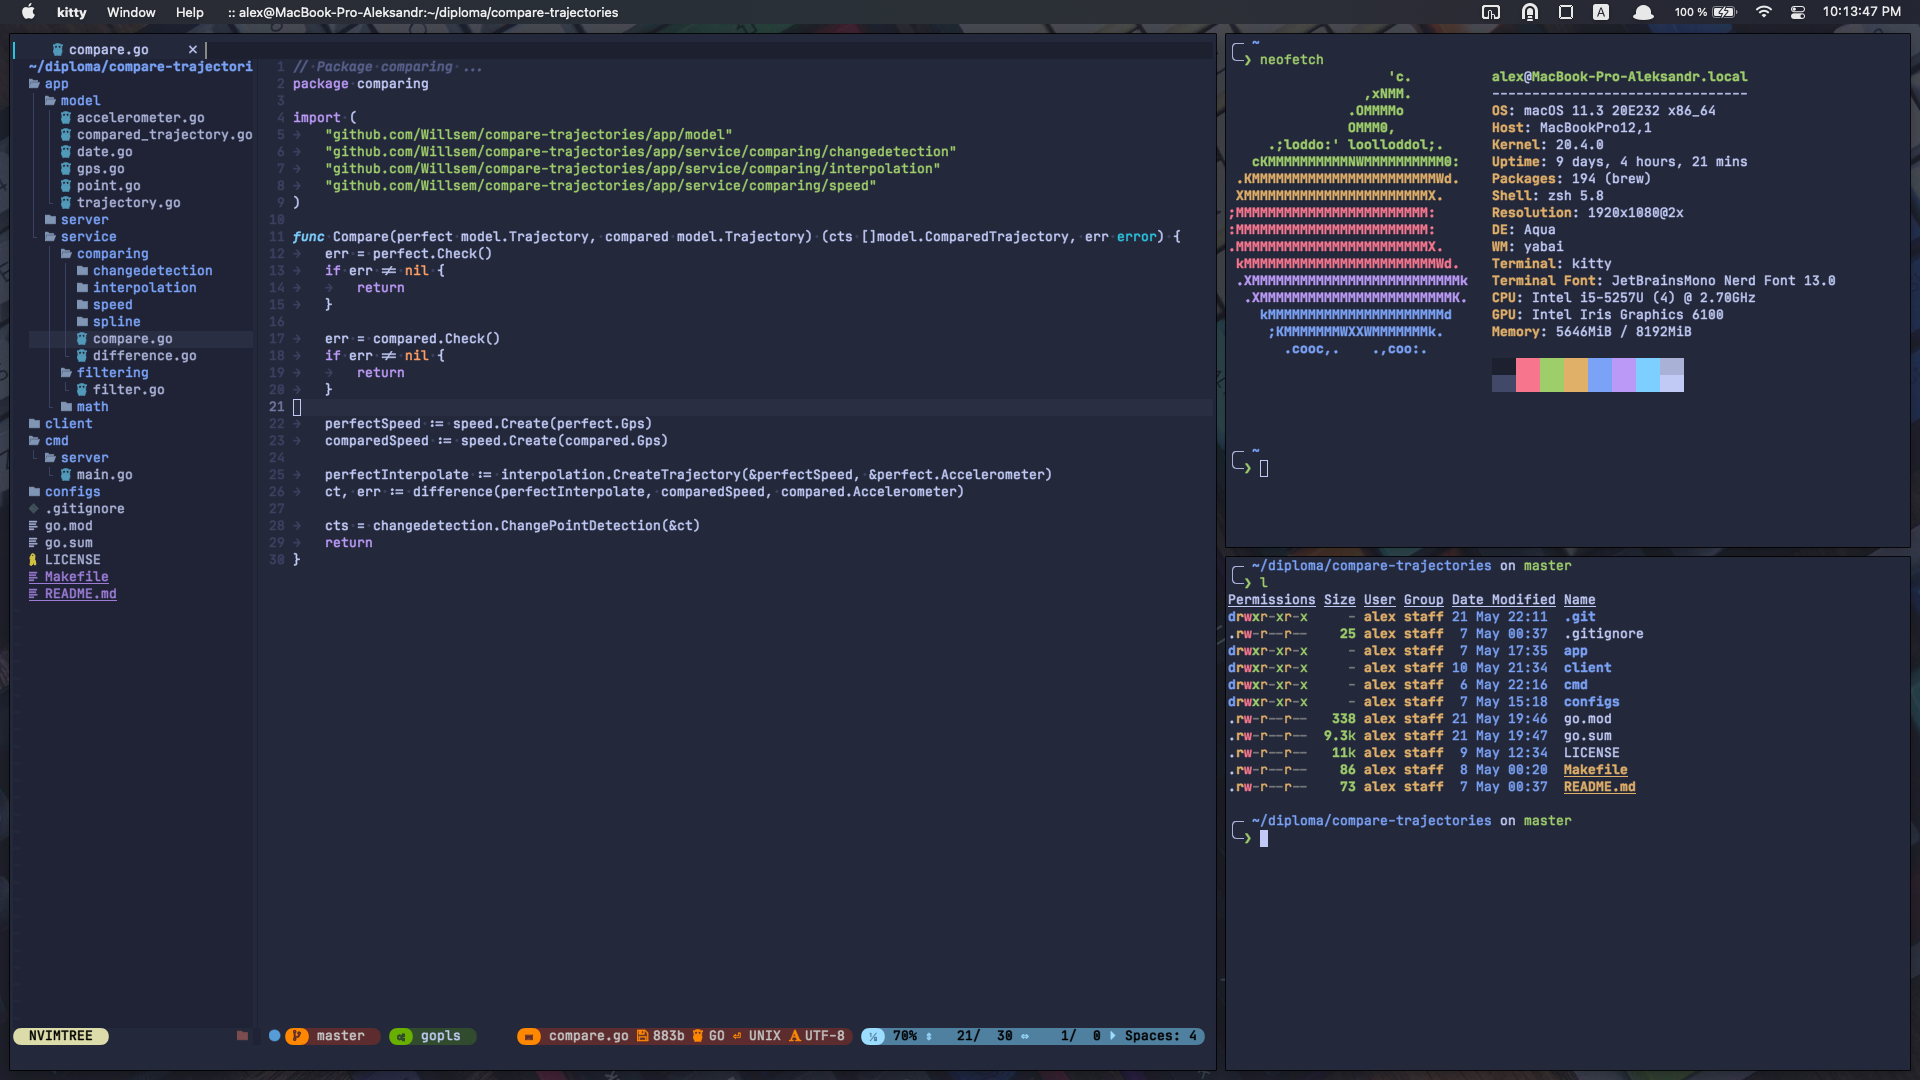 kitty Window Help :: alex@MacBook-Pro-Aleksandr:~/diploma/compare-trajectories A 100 % 10:13:47 PM
compare.go ×
~/diploma/compare-trajectori
app
model
accelerometer.go
compared_trajectory.go
date.go
gps.go
point.go
trajectory.go
server
service
comparing
changedetection
interpolation
speed
spline
compare.go
difference.go
filtering
filter.go
math
client
cmd
server
main.go
configs
.gitignore
go.mod
go.sum
LICENSE
Makefile
README.md
1 // Package comparing ...
2 package comparing
3
4 import (
5 "github.com/Willsem/compare-trajectories/app/model"
6 "github.com/Willsem/compare-trajectories/app/service/comparing/changedetection"
7 "github.com/Willsem/compare-trajectories/app/service/comparing/interpolation"
8 "github.com/Willsem/compare-trajectories/app/service/comparing/speed"
9 )
10
11 func Compare(perfect model.Trajectory, compared model.Trajectory) (cts []model.ComparedTrajectory, err error) {
12 err = perfect.Check()
13 if err != nil {
14 return
15 }
16
17 err = compared.Check()
18 if err != nil {
19 return
20 }
21
22 perfectSpeed := speed.Create(perfect.Gps)
23 comparedSpeed := speed.Create(compared.Gps)
24
25 perfectInterpolate := interpolation.CreateTrajectory(&perfectSpeed, &perfect.Accelerometer)
26 ct, err := difference(perfectInterpolate, comparedSpeed, compared.Accelerometer)
27
28 cts = changedetection.ChangePointDetection(&ct)
29 return
30 }
NVIMTREE master gopls compare.go 883b GO UNIX UTF-8 70% 21/ 30 1/ 0 Spaces: 4
~
❯ neofetch
'c.
,xNMM.
.OMMMMo
OMMM0,
.;loddo:' loolloddol;.
cKMMMMMMMMMMNWMMMMMMMMMM0:
.KMMMMMMMMMMMMMMMMMMMMMMMWd.
XMMMMMMMMMMMMMMMMMMMMMMMX.
;MMMMMMMMMMMMMMMMMMMMMMMM:
:MMMMMMMMMMMMMMMMMMMMMMMM:
.MMMMMMMMMMMMMMMMMMMMMMMMX.
kMMMMMMMMMMMMMMMMMMMMMMMMWd.
.XMMMMMMMMMMMMMMMMMMMMMMMMMMk
.XMMMMMMMMMMMMMMMMMMMMMMMMK.
kMMMMMMMMMMMMMMMMMMMMMMd
;KMMMMMMMWXXWMMMMMMMk.
.cooc,. .,coo:.
alex@MacBook-Pro-Aleksandr.local
--------------------------------
OS: macOS 11.3 20E232 x86_64
Host: MacBookPro12,1
Kernel: 20.4.0
Uptime: 9 days, 4 hours, 21 mins
Packages: 194 (brew)
Shell: zsh 5.8
Resolution: 1920x1080@2x
DE: Aqua
WM: yabai
Terminal: kitty
Terminal Font: JetBrainsMono Nerd Font 13.0
CPU: Intel i5-5257U (4) @ 2.70GHz
GPU: Intel Iris Graphics 6100
Memory: 5646MiB / 8192MiB
~
❯
~/diploma/compare-trajectories on master
❯ l
Permissions Size User Group Date Modified Name
drwxr-xr-x - alex staff 21 May 22:11 .git
.rw-r--r-- 25 alex staff 7 May 00:37 .gitignore
drwxr-xr-x - alex staff 7 May 17:35 app
drwxr-xr-x - alex staff 10 May 21:34 client
drwxr-xr-x - alex staff 6 May 22:16 cmd
drwxr-xr-x - alex staff 7 May 15:18 configs
.rw-r--r-- 338 alex staff 21 May 19:46 go.mod
.rw-r--r-- 9.3k alex staff 21 May 19:47 go.sum
.rw-r--r-- 11k alex staff 9 May 12:34 LICENSE
.rw-r--r-- 86 alex staff 8 May 00:20 Makefile
.rw-r--r-- 73 alex staff 7 May 00:37 README.md
~/diploma/compare-trajectories on master
❯